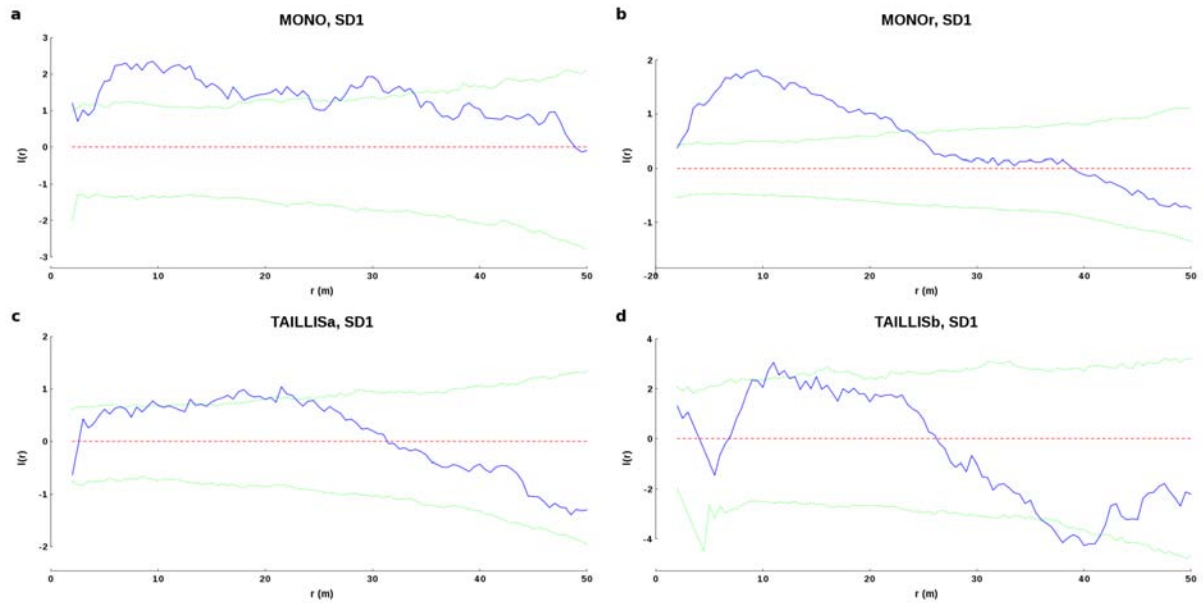 a
MONO, SD1
3
2
1
0
-1
-2
-3
l(r)
0 10 20 30 40 50
r (m)
b
MONOr, SD1
2
1
0
-1
-20
l(r)
10 20 30 40 50
r (m)
c
TAILLISa, SD1
2
1
0
-1
-2
l(r)
0 10 20 30 40 50
r (m)
d
TAILLISb, SD1
4
2
0
-2
-4
l(r)
0 10 20 30 40 50
r (m)